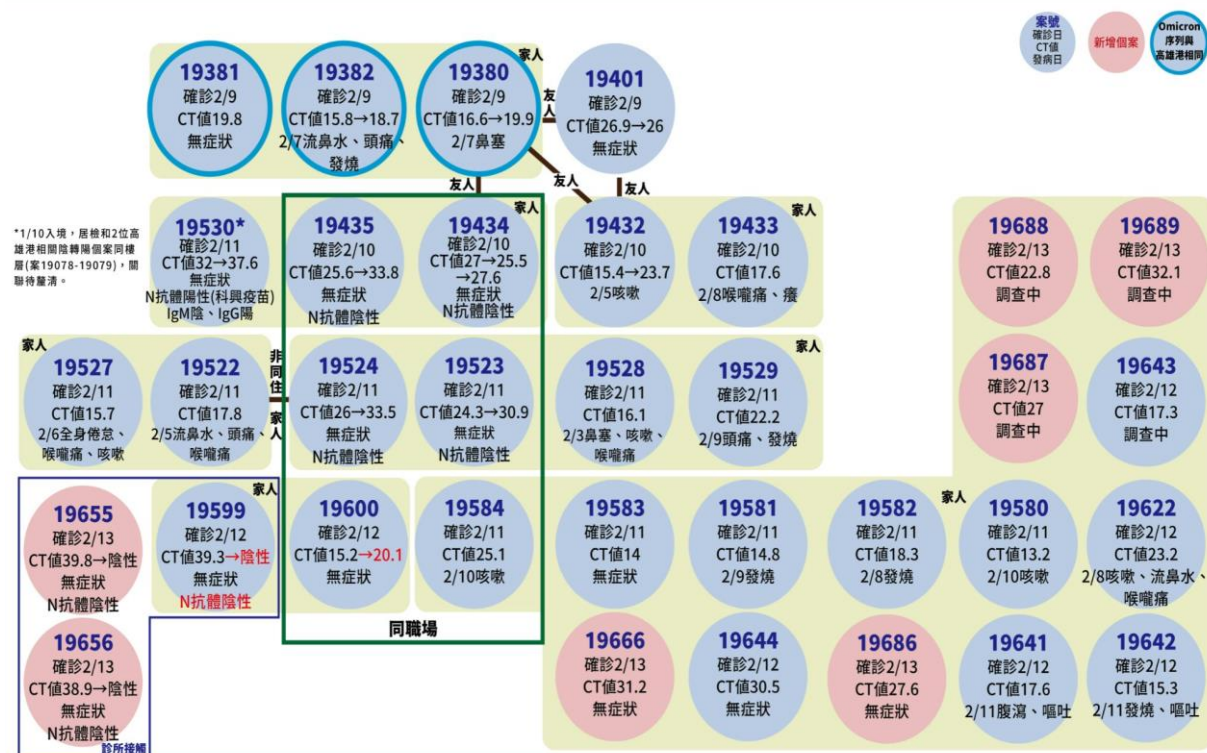 案號
確診日
CT值
發病日
新增個案
Omicron
序列與
高雄港相同
家人
19381
確診2/9
CT值19.8
無症狀
19382
確診2/9
CT值15.8→18.7
2/7流鼻水、頭痛、
發燒
19380
確診2/9
CT值16.6→19.9
2/7鼻塞
友人
19401
確診2/9
CT值26.9→26
無症狀
友人
友人
友人
*1/10入境，居檢和2位高
雄港相關陰轉陽個案同樓
層(案19078-19079)，關
聯待釐清。
19530*
確診2/11
CT值32→37.6
無症狀
N抗體陽性(科興疫苗)
IgM陰、IgG陽
19435
確診2/10
CT值25.6→33.8
無症狀
N抗體陰性
家人
19434
確診2/10
CT值27→25.5
→27.6
無症狀
N抗體陰性
19432
確診2/10
CT值15.4→23.7
2/5咳嗽
家人
19433
確診2/10
CT值17.6
2/8喉嚨痛、癢
19688
確診2/13
CT值22.8
調查中
19689
確診2/13
CT值32.1
調查中
家人
19527
確診2/11
CT值15.7
2/6全身倦怠、
喉嚨痛、咳嗽
19522
確診2/11
CT值17.8
2/5流鼻水、頭痛、
喉嚨痛
非同住
家人
19524
確診2/11
CT值26→33.5
無症狀
N抗體陰性
19523
確診2/11
CT值24.3→30.9
無症狀
N抗體陰性
19528
確診2/11
CT值16.1
2/3鼻塞、咳嗽、
喉嚨痛
家人
19529
確診2/11
CT值22.2
2/9頭痛、發燒
19687
確診2/13
CT值27
調查中
19643
確診2/12
CT值17.3
調查中
19655
確診2/13
CT值39.8→陰性
無症狀
N抗體陰性
家人
19599
確診2/12
CT值39.3→陰性
無症狀
N抗體陰性
19600
確診2/12
CT值15.2→20.1
無症狀
19584
確診2/11
CT值25.1
2/10咳嗽
19583
確診2/11
CT值14
無症狀
19581
確診2/11
CT值14.8
2/9發燒
19582
確診2/11
CT值18.3
2/8發燒
家人
19580
確診2/11
CT值13.2
2/10咳嗽
19622
確診2/12
CT值23.2
2/8咳嗽、流鼻水、
喉嚨痛
同職場
19656
確診2/13
CT值38.9→陰性
無症狀
N抗體陰性
診所接觸
19666
確診2/13
CT值31.2
無症狀
19644
確診2/12
CT值30.5
無症狀
19686
確診2/13
CT值27.6
無症狀
19641
確診2/12
CT值17.6
2/11腹瀉、嘔吐
19642
確診2/12
CT值15.3
2/11發燒、嘔吐